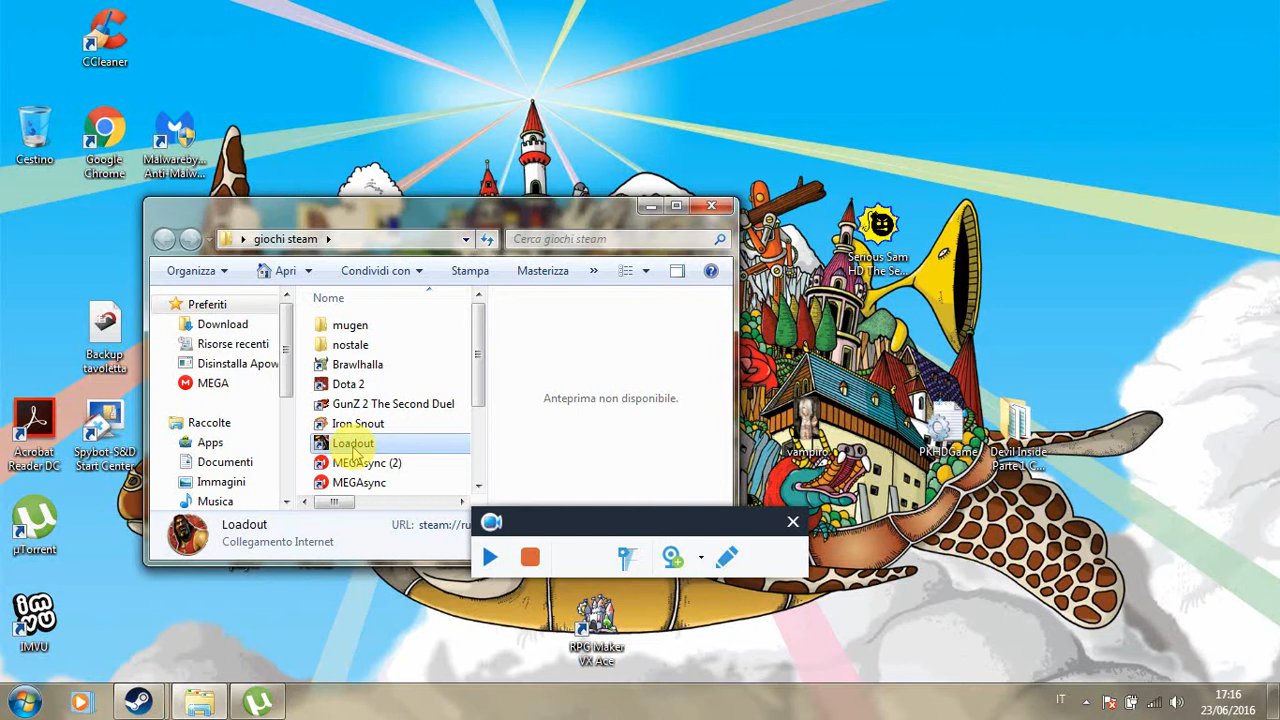 CCleaner
Cestino
Google
Chrome
Malwareby...
Anti-Malw...
Serious Sam
HD The Se...
giochi steam
Cerca giochi steam
Organizza
Apri
Condividi con
Stampa
Masterizza
»
Preferiti
Download
Risorse recenti
Disinstalla Apow
MEGA
Raccolte
Apps
Documenti
Immagini
Musica
Nome
mugen
nostale
Brawlhalla
Dota 2
GunZ 2 The Second Duel
Iron Snout
Loadout
MEGAsync (2)
MEGAsync
Anteprima non disponibile.
Loadout
URL: steam://ru
Collegamento Internet
Backup
tavoletta
Acrobat
Reader DC
Spybot-S&D
Start Center
µTorrent
IMVU
IMVU
vampiro
PKHDGame
Devil Inside
Parte 1 C...
RPG Maker
VX Ace
IT
17:16
23/06/2016